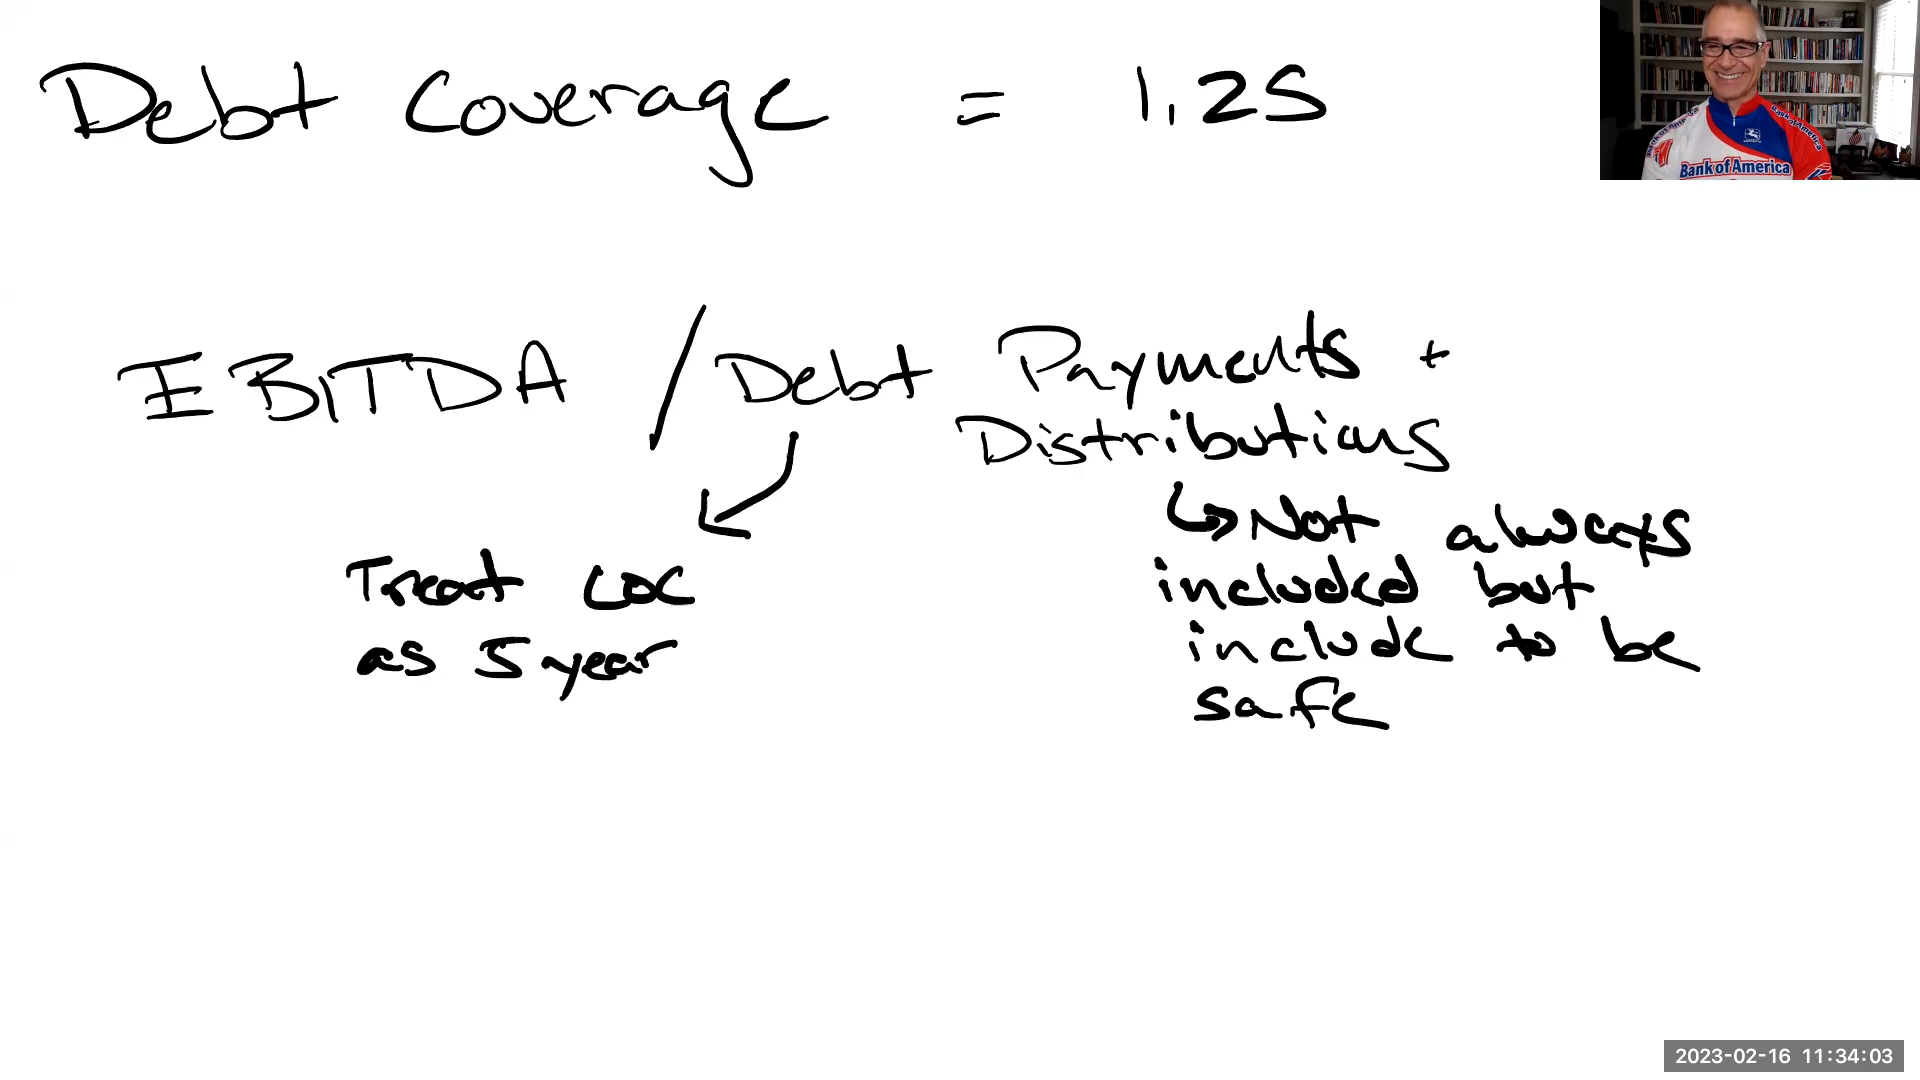 Debt Coverage = 1.25
EBITDA / Debt Payments +
Distributions
↳ Not always
included but
include to be
safe
Treat LOC
as 5 year
Bank of America
2023-02-16 11:34:03